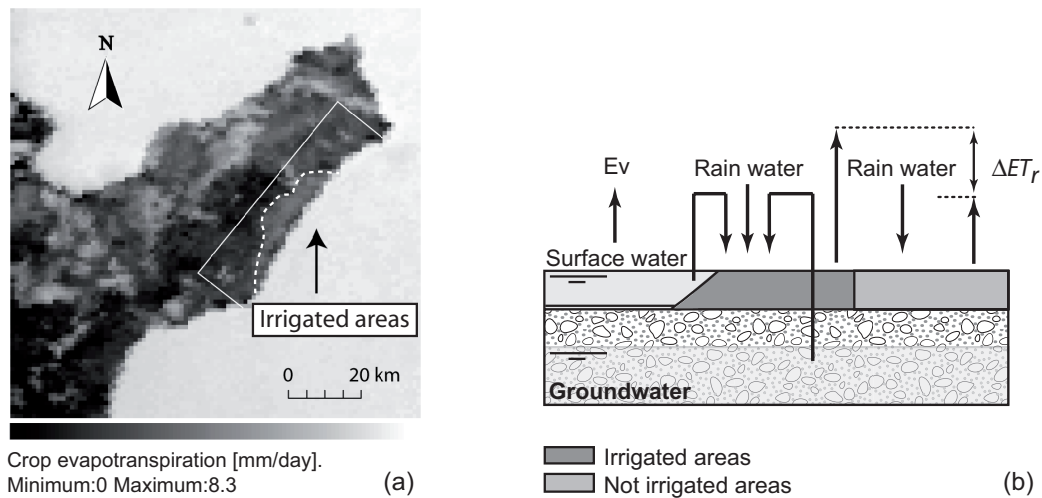 N
Irrigated areas
0 20 km
Crop evapotranspiration [mm/day].
Minimum:0 Maximum:8.3
(a)
Ev
Rain water
Rain water
ΔETr
Surface water
Groundwater
Irrigated areas
Not irrigated areas
(b)